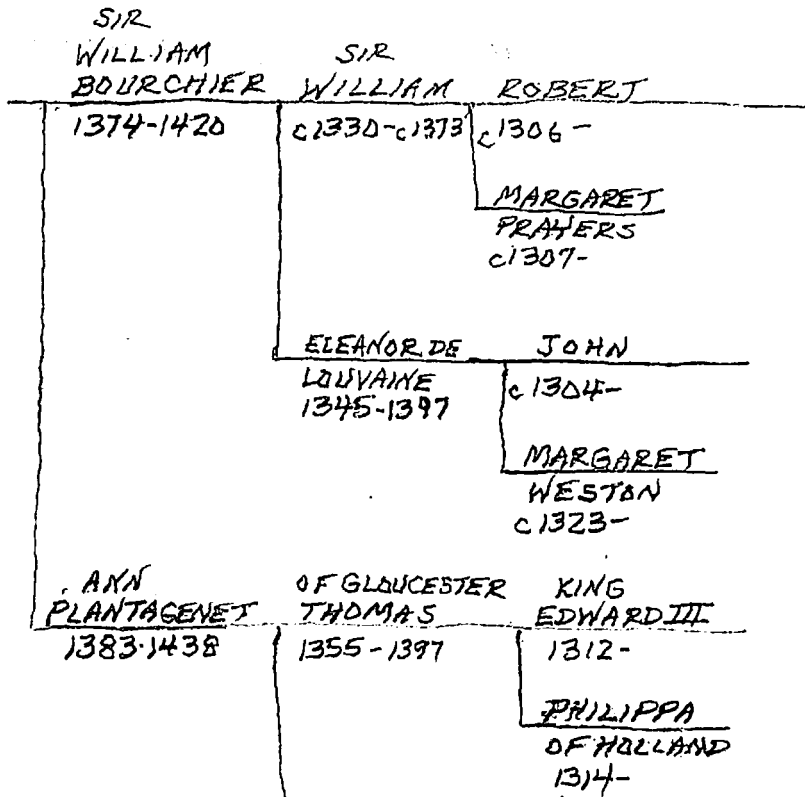 SIR
WILLIAM
BOURCHIER
1374-1420
SIR
WILLIAM
c1330-c1373
ROBERT
c1306-
MARGARET
PRAYERS
c1307-
ELEANOR DE
LOUVAINE
1345-1397
JOHN
c1304-
MARGARET
WESTON
c1323-
ANN
PLANTAGENET
1383-1438
OF GLOUCESTER
THOMAS
1355-1397
KING
EDWARD III
1312-
PHILIPPA
OF HOLLAND
1314-